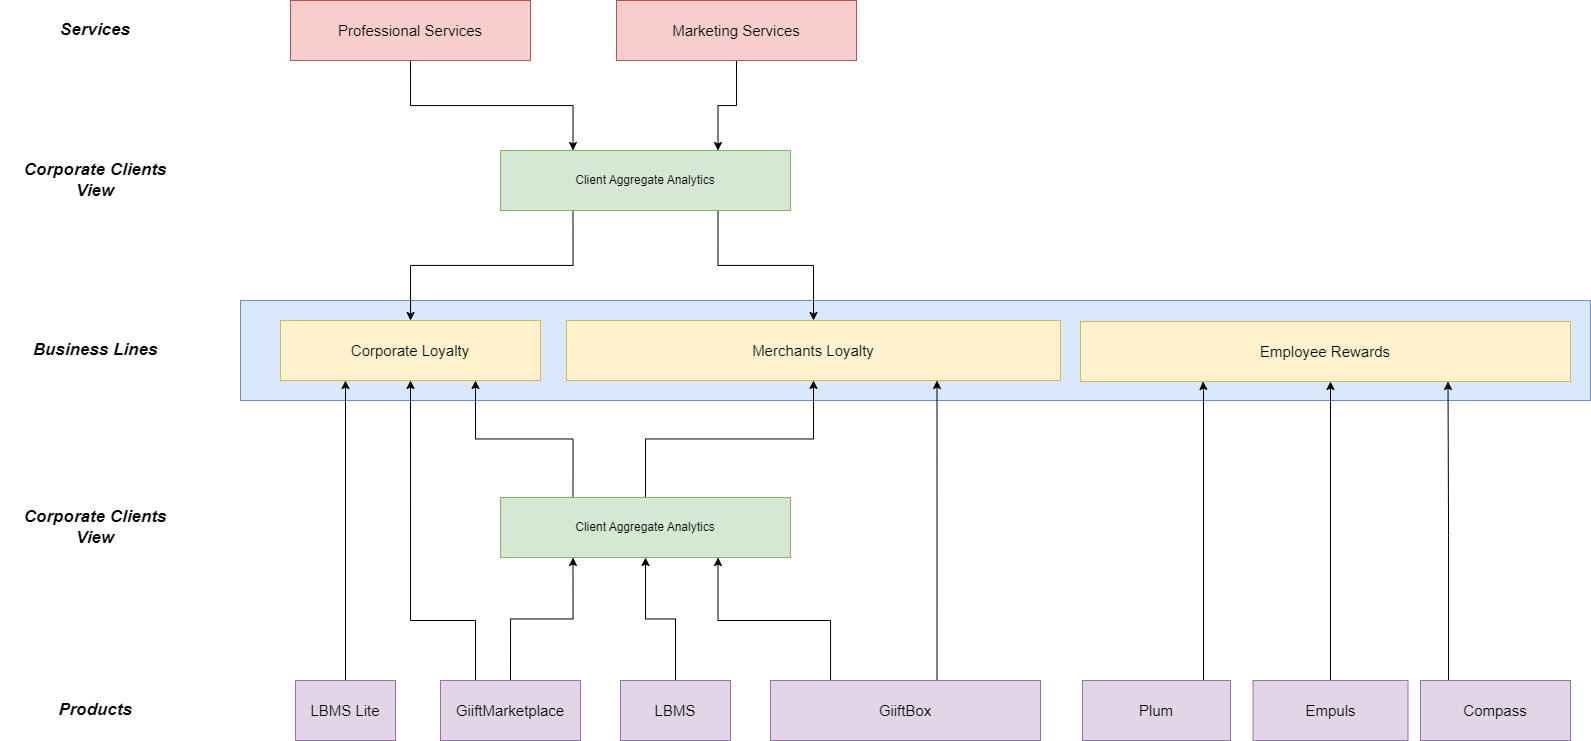 Services
Professional Services
Marketing Services
Corporate Clients
View
Client Aggregate Analytics
Business Lines
Corporate Loyalty
Merchants Loyalty
Employee Rewards
Corporate Clients
View
Client Aggregate Analytics
Products
LBMS Lite
GiiftMarketplace
LBMS
GiiftBox
Plum
Empuls
Compass